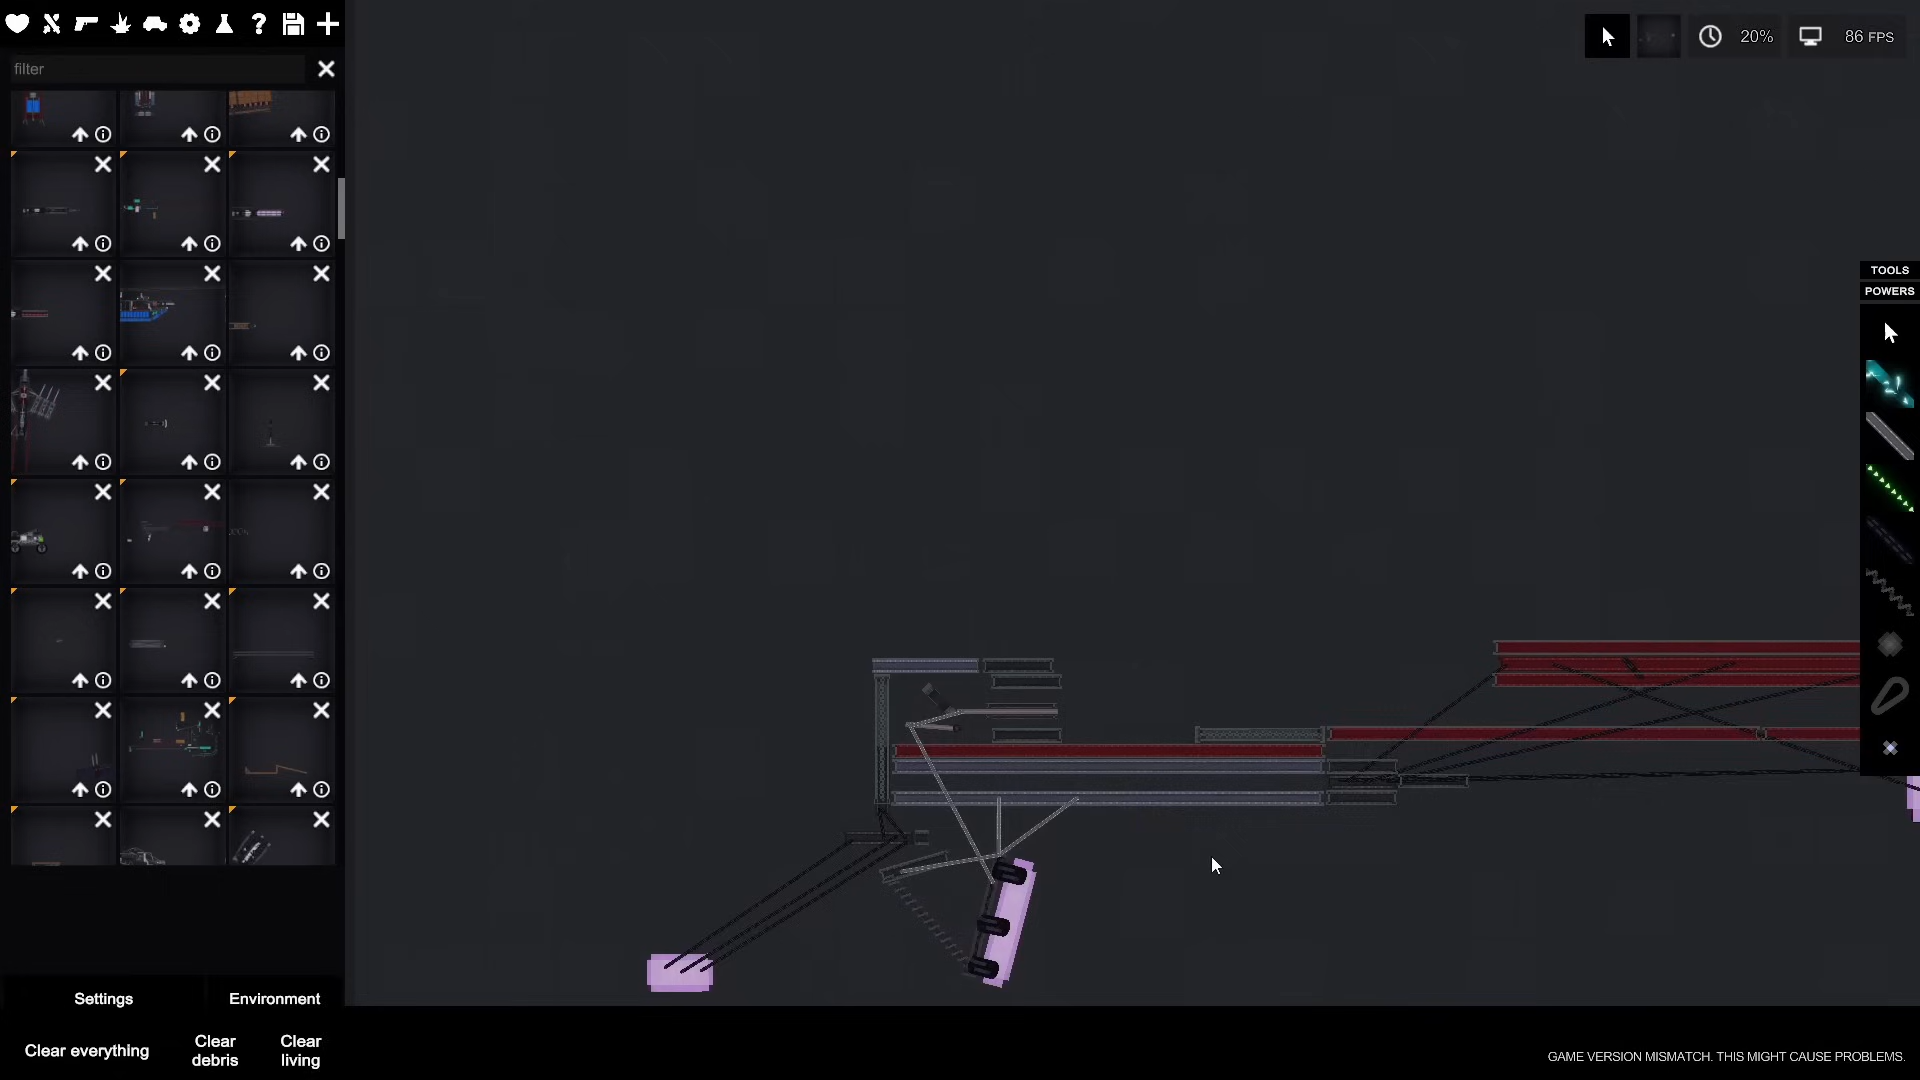 filter
20%
86 FPS
TOOLS
POWERS
Settings
Environment
Clear everything
Clear
debris
Clear
living
GAME VERSION MISMATCH. THIS MIGHT CAUSE PROBLEMS.